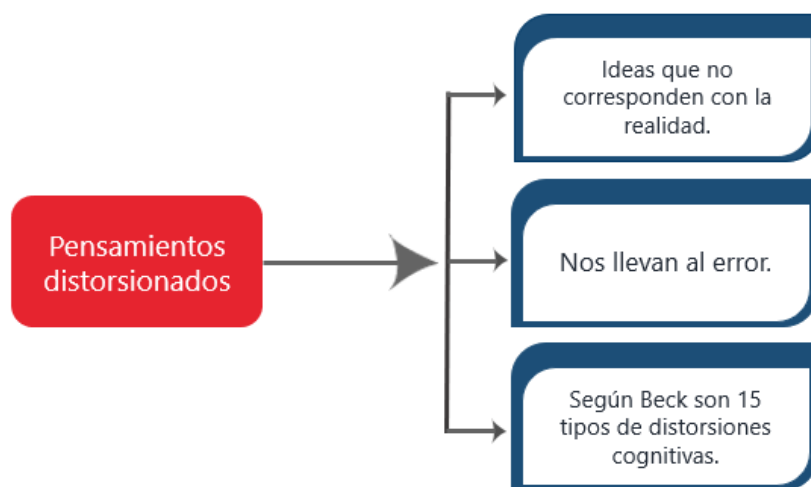 Pensamientos
distorsionados
Ideas que no
corresponden con la
realidad.
Nos llevan al error.
Según Beck son 15
tipos de distorsiones
cognitivas.